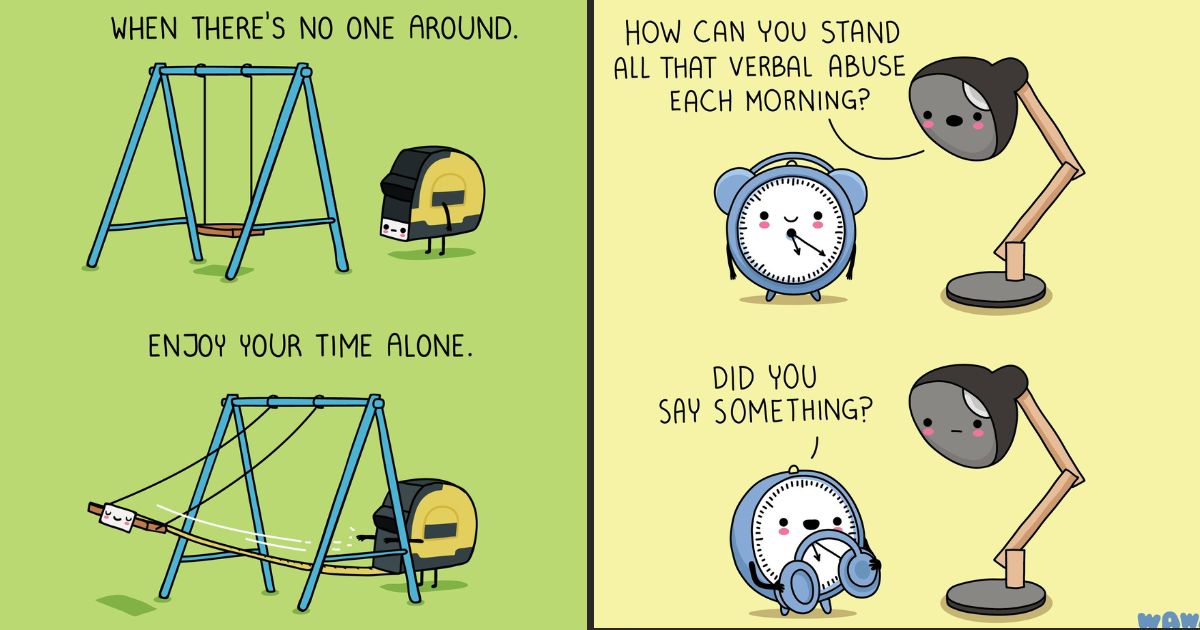 WHEN THERE'S NO ONE AROUND.
ENJOY YOUR TIME ALONE.
HOW CAN YOU STAND
ALL THAT VERBAL ABUSE
EACH MORNING?
DID YOU
SAY SOMETHING?
WAW